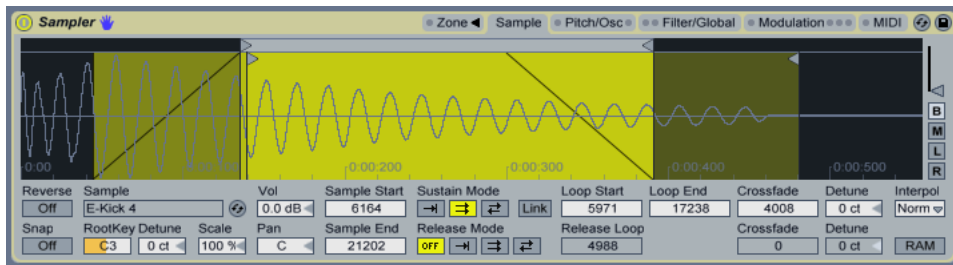 Sampler Zone Sample Pitch/Osc Filter/Global Modulation MIDI
B
M
L
R
0:00 0:00:200 0:00:300 0:00:400 0:00:500
Reverse Sample Vol Sample Start Sustain Mode Loop Start Loop End Crossfade Detune Interpol
Off E-Kick 4 0.0 dB 6164 Link 5971 17238 4008 0 ct Norm
Snap RootKey Detune Scale Pan Sample End Release Mode Release Loop Crossfade Detune
Off C3 0 ct 100 % C 21202 OFF 4988 0 0 ct RAM